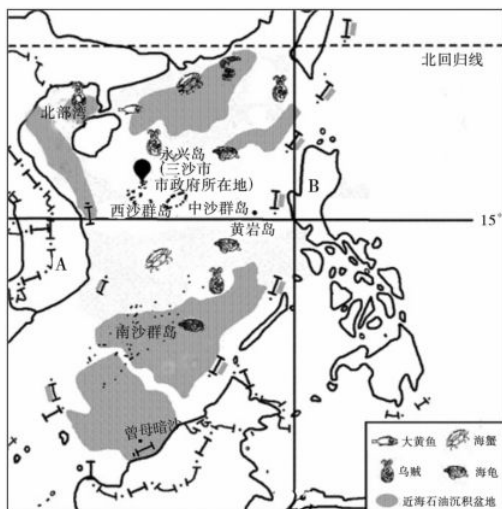 北回归线
北部湾
永兴岛
(三沙市
市政府所在地)
B
西沙群岛
中沙群岛
15°
黄岩岛
A
南沙群岛
曾母暗沙
大黄鱼
海蟹
乌贼
海龟
近海石油沉积盆地